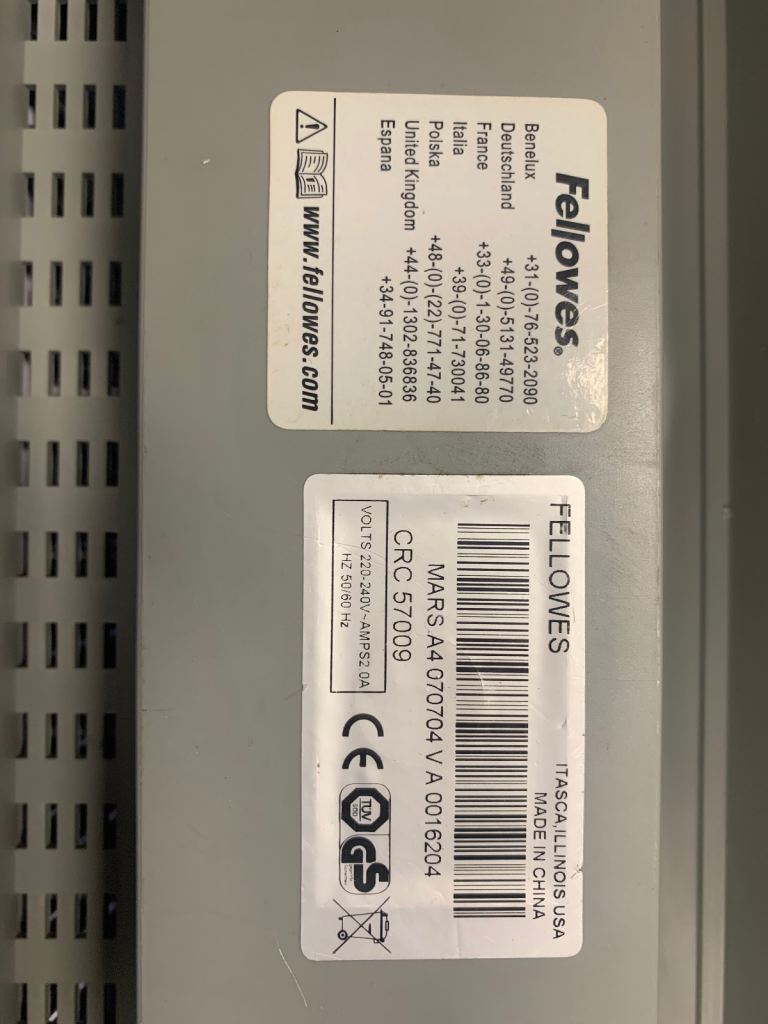 Fellowes®
Benelux +31-(0)-76-523-2090
Deutschland +49-(0)-5131-49770
France +33-(0)-1-30-06-86-80
Italia +39-(0)-71-730041
Polska +48-(0)-(22)-771-47-40
United Kingdom +44-(0)-1302-836836
Espana +34-91-748-05-01
www.fellowes.com
FELLOWES
ITASCA,ILLINOIS USA
MADE IN CHINA
MARS A4 070704 V A 0016204
CRC 57009
VOLTS 220-240V~AMPS2.0A
HZ 50/60 Hz
CE
TUV
GS